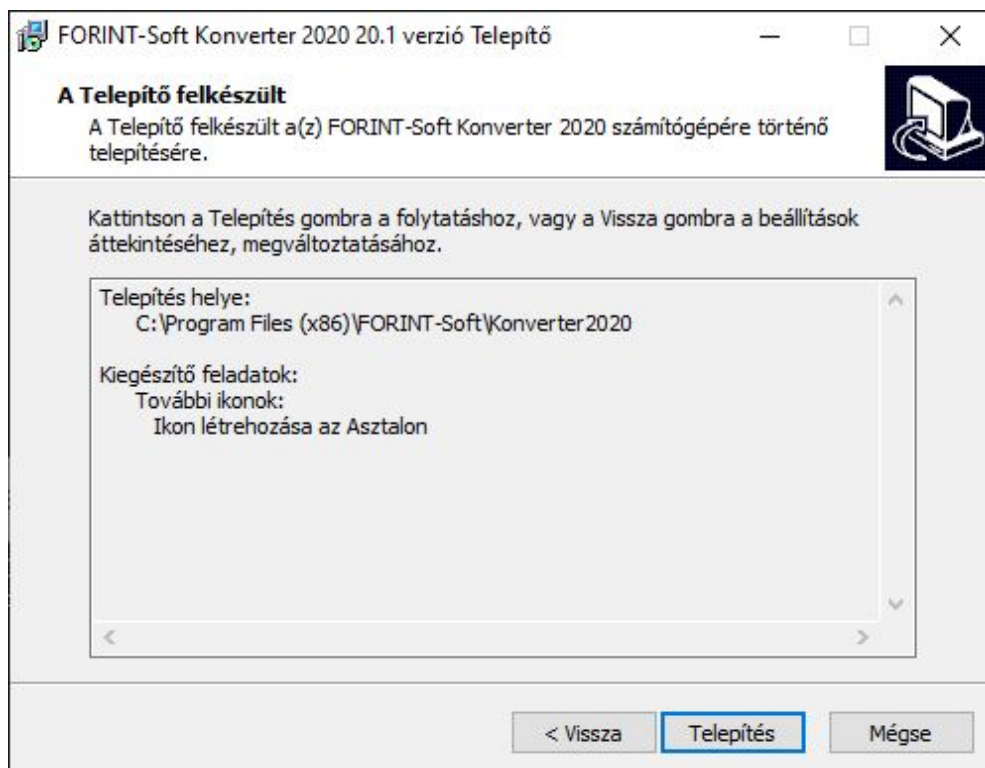 FORINT-Soft Konverter 2020 20.1 verzió Telepítő
A Telepítő felkészült
A Telepítő felkészült a(z) FORINT-Soft Konverter 2020 számítógépére történő
telepítésére.
Kattintson a Telepítés gombra a folytatáshoz, vagy a Vissza gombra a beállítások
áttekintéséhez, megváltoztatásához.
Telepítés helye:
C:\Program Files (x86)\FORINT-Soft\Konverter2020
Kiegészítő feladatok:
További ikonok:
Ikon létrehozása az Asztalon
< Vissza
Telepítés
Mégse